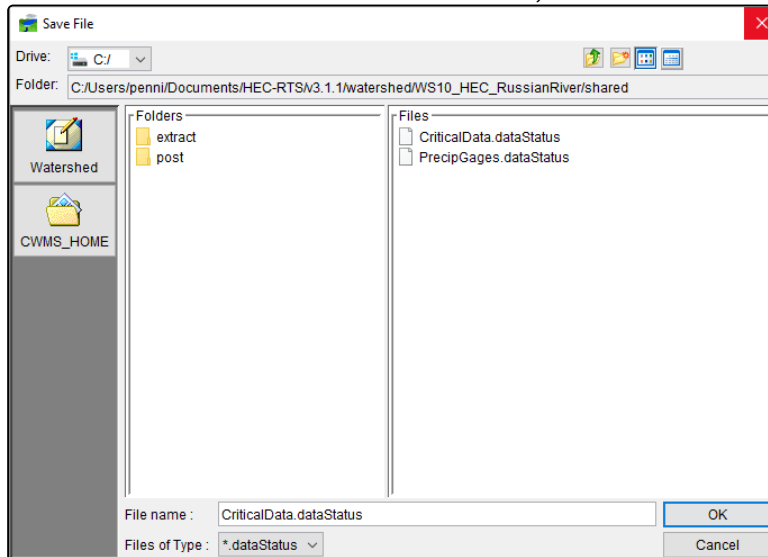 Save File
Drive: C:/
Folder: C:/Users/penni/Documents/HEC-RTS/v3.1.1/watershed/WS10_HEC_RussianRiver/shared
Watershed
CWMS_HOME
Folders
extract
post
Files
CriticalData.dataStatus
PrecipGages.dataStatus
File name : CriticalData.dataStatus
OK
Files of Type : *.dataStatus
Cancel